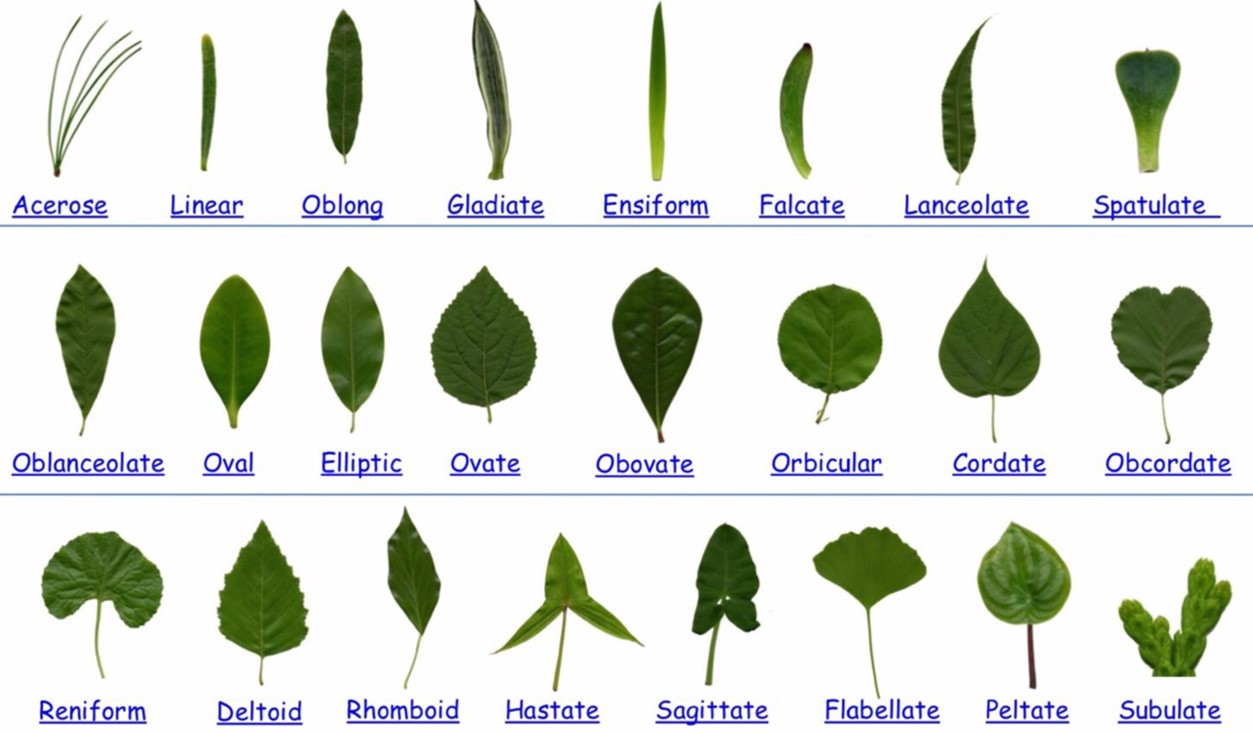 Acerose Linear Oblong Gladiate Ensiform Falcate Lanceolate Spatulate
Oblanceolate Oval Elliptic Ovate Obovate Orbicular Cordate Obcordate
Reniform Deltoid Rhomboid Hastate Sagittate Flabellate Peltate Subulate